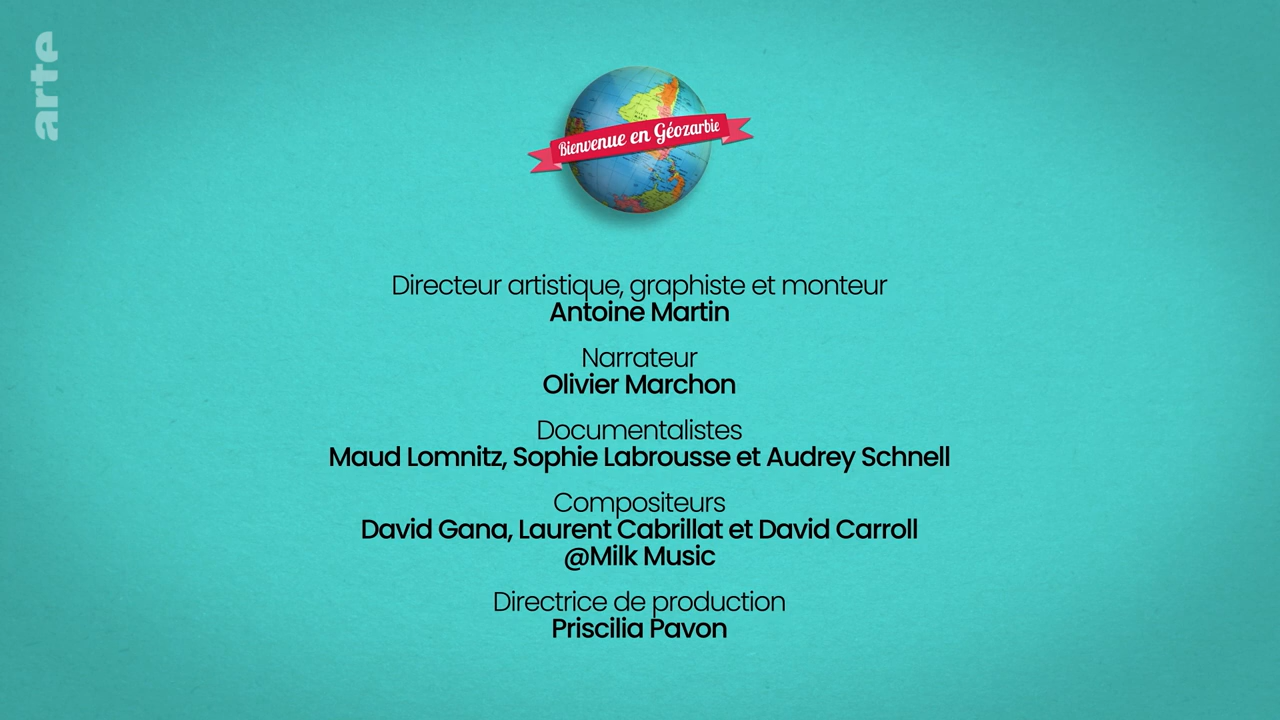 arte
Bienvenue en Géozarbie
Directeur artistique, graphiste et monteur
Antoine Martin
Narrateur
Olivier Marchon
Documentalistes
Maud Lomnitz, Sophie Labrousse et Audrey Schnell
Compositeurs
David Gana, Laurent Cabrillat et David Carroll
@Milk Music
Directrice de production
Priscilia Pavon